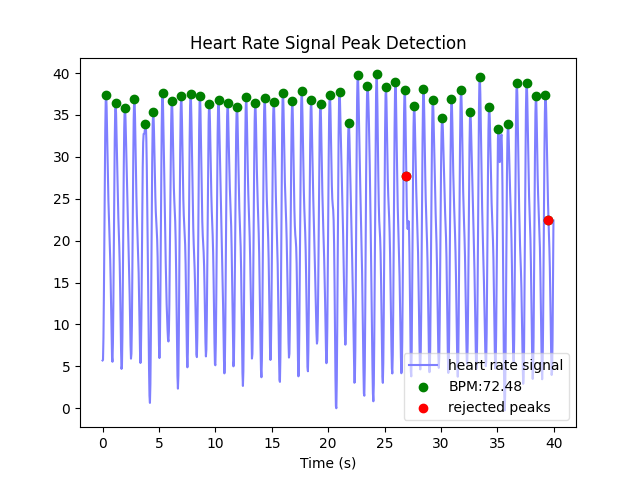 Heart Rate Signal Peak Detection
40
35
30
25
20
15
10
5
0
heart rate signal
BPM:72.48
rejected peaks
0 5 10 15 20 25 30 35 40
Time (s)